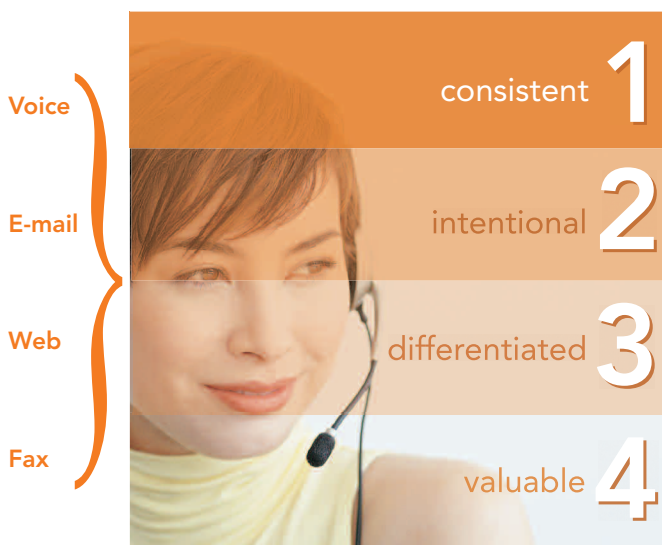 Voice
E-mail
Web
Fax
consistent 1
intentional 2
differentiated 3
valuable 4